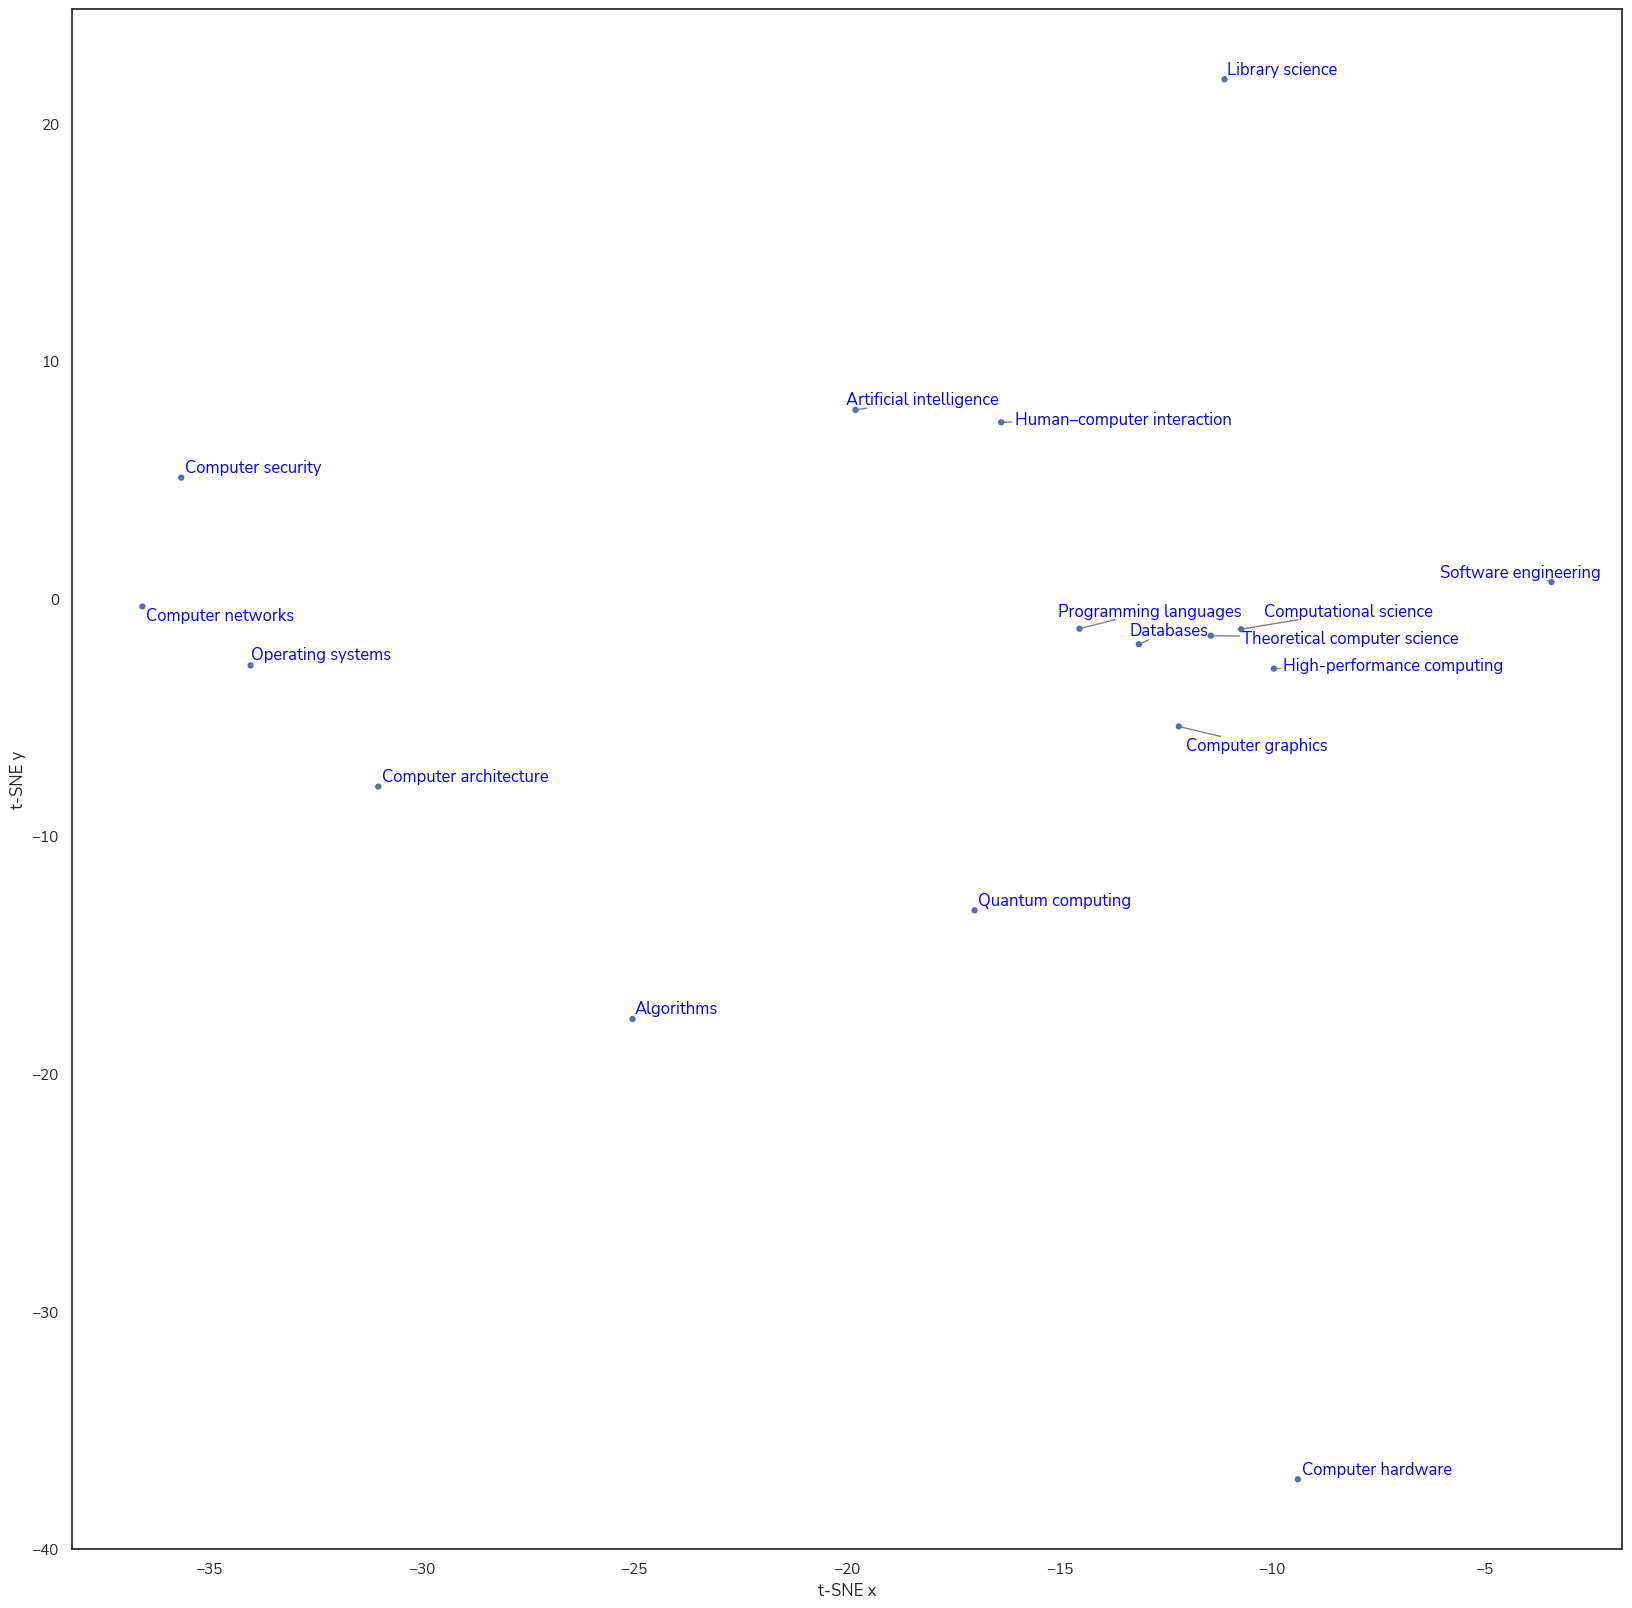 Library science
20
10
Artificial intelligence
Human–computer interaction
Computer security
Software engineering
0
Programming languages
Computational science
Computer networks
Databases
Theoretical computer science
Operating systems
High-performance computing
Computer graphics
t-SNE y
Computer architecture
−10
Quantum computing
Algorithms
−20
−30
Computer hardware
−40
−35 −30 −25 −20 −15 −10 −5
t-SNE x